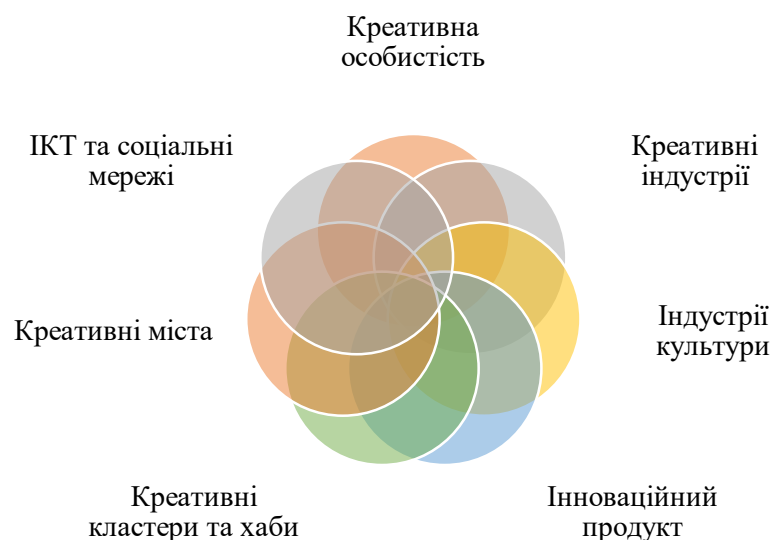 Креативна
особистість
ІКТ та соціальні
мережі
Креативні
індустрії
Креативні міста
Індустрії
культури
Креативні
кластери та хаби
Інноваційний
продукт